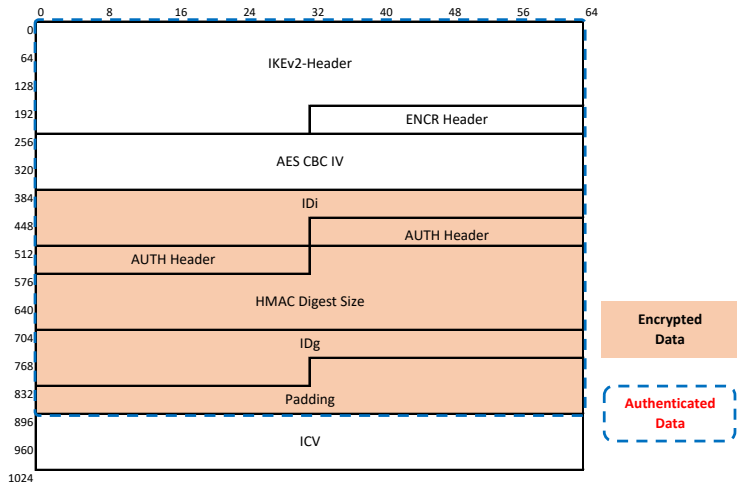 0 8 16 24 32 40 48 56 64
0
64
128
192
256
320
384
448
512
576
640
704
768
832
896
960
1024
IKEv2-Header
ENCR Header
AES CBC IV
IDi
AUTH Header
AUTH Header
HMAC Digest Size
IDg
Padding
ICV
Encrypted
Data
Authenticated
Data